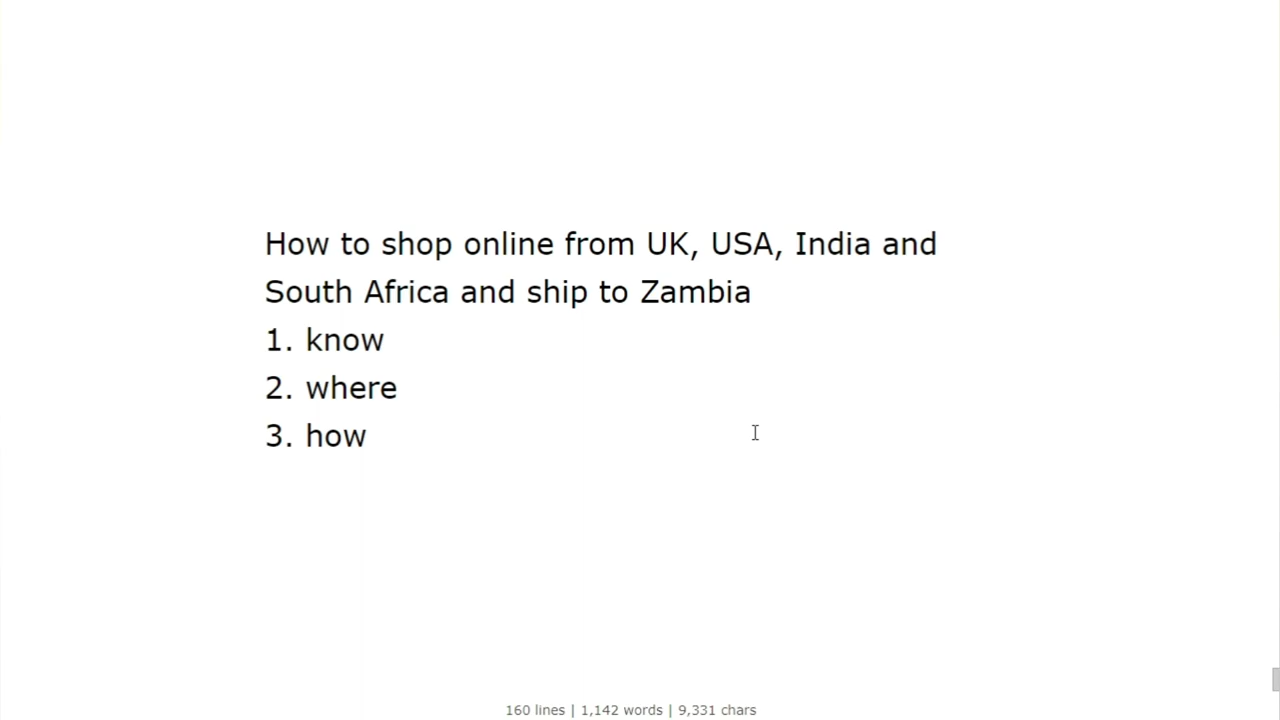 How to shop online from UK, USA, India and
South Africa and ship to Zambia
1. know
2. where
3. how
160 lines | 1,142 words | 9,331 chars